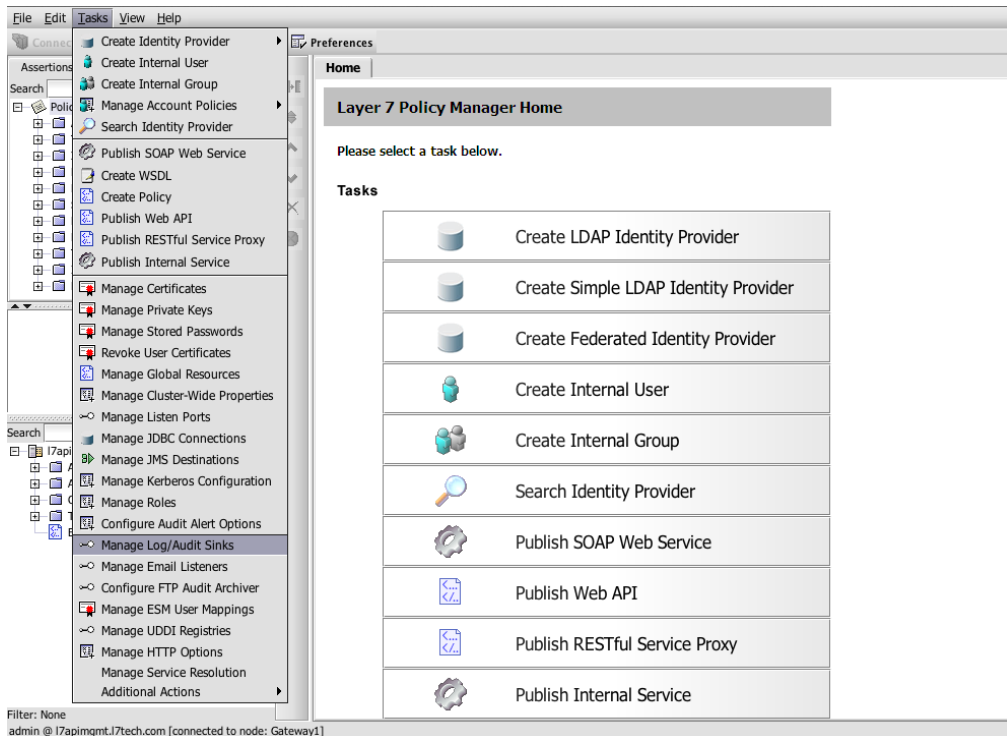 File Edit Tasks View Help
Connec
Preferences
Assertions
Search
Polic
Create Identity Provider
Create Internal User
Create Internal Group
Manage Account Policies
Search Identity Provider
Publish SOAP Web Service
Create WSDL
Create Policy
Publish Web API
Publish RESTful Service Proxy
Publish Internal Service
Manage Certificates
Manage Private Keys
Manage Stored Passwords
Revoke User Certificates
Manage Global Resources
Manage Cluster-Wide Properties
Manage Listen Ports
Manage JDBC Connections
Manage JMS Destinations
Manage Kerberos Configuration
Manage Roles
Configure Audit Alert Options
Manage Log/Audit Sinks
Manage Email Listeners
Configure FTP Audit Archiver
Manage ESM User Mappings
Manage UDDI Registries
Manage HTTP Options
Manage Service Resolution
Additional Actions
Search
l7api
Filter: None
admin @ l7apimgmt.l7tech.com [connected to node: Gateway1]
Home
Layer 7 Policy Manager Home
Please select a task below.
Tasks
Create LDAP Identity Provider
Create Simple LDAP Identity Provider
Create Federated Identity Provider
Create Internal User
Create Internal Group
Search Identity Provider
Publish SOAP Web Service
Publish Web API
Publish RESTful Service Proxy
Publish Internal Service